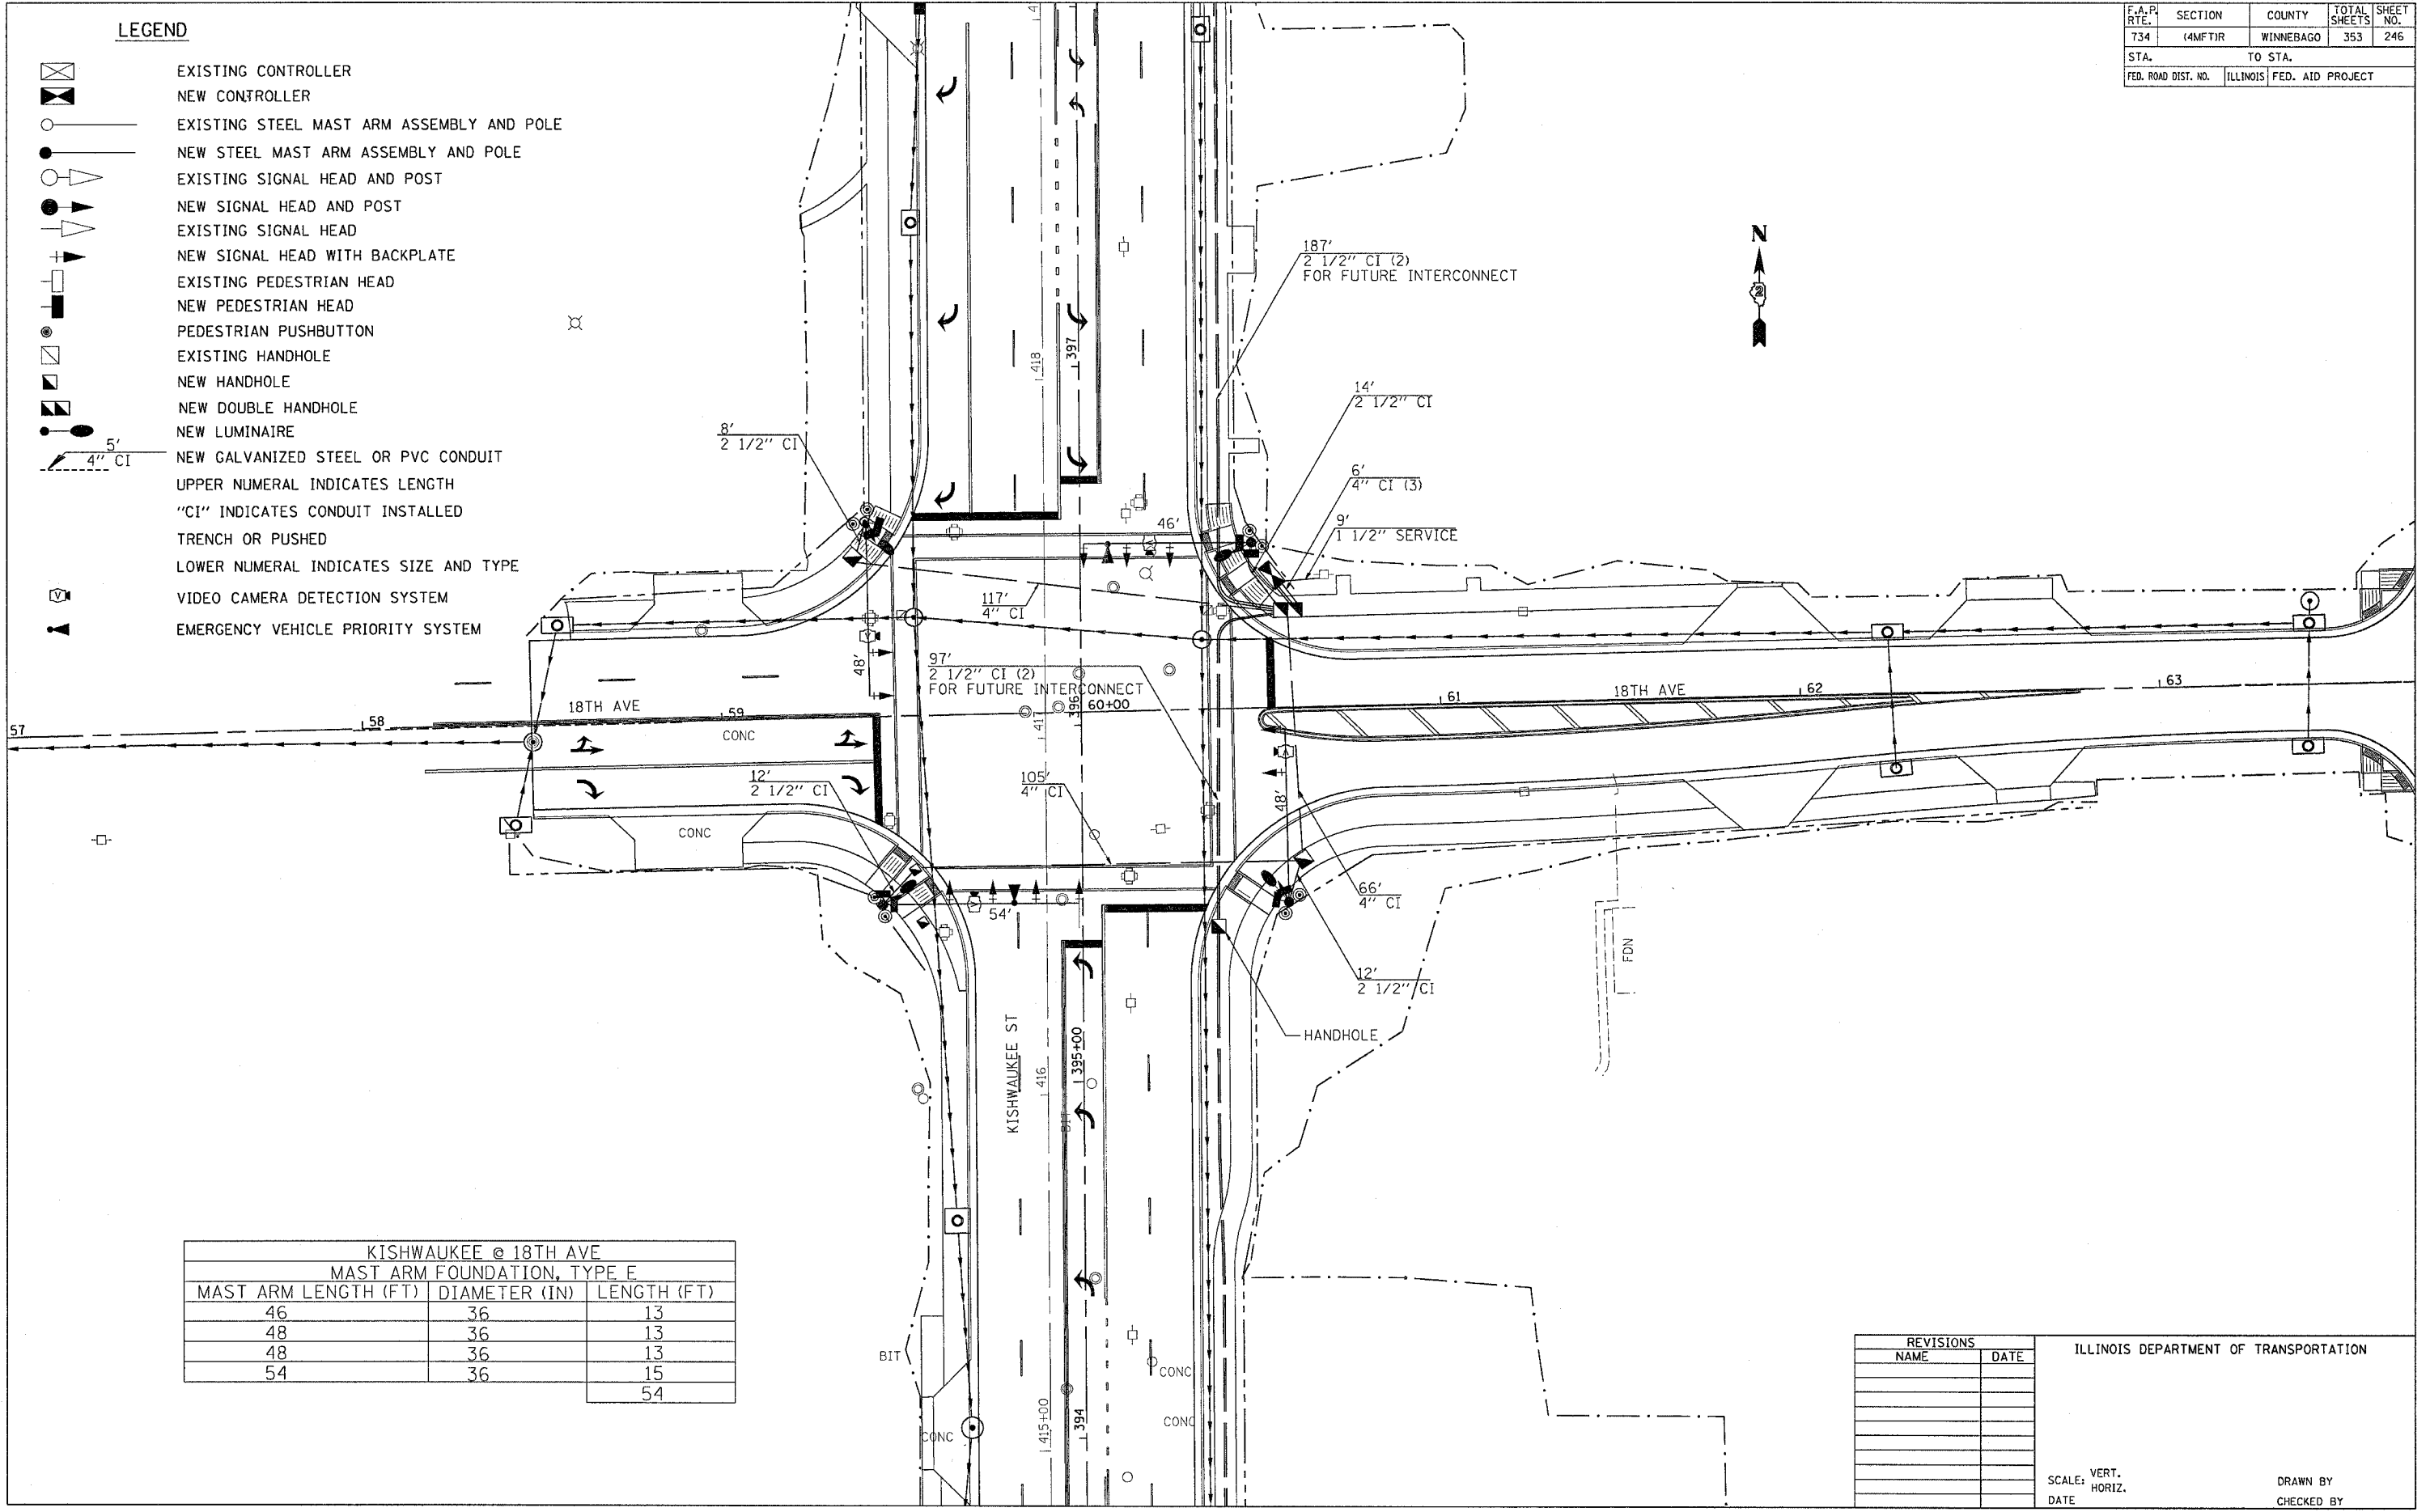 LEGEND
EXISTING CONTROLLER
NEW CONTROLLER
EXISTING STEEL MAST ARM ASSEMBLY AND POLE
NEW STEEL MAST ARM ASSEMBLY AND POLE
EXISTING SIGNAL HEAD AND POST
NEW SIGNAL HEAD AND POST
EXISTING SIGNAL HEAD
NEW SIGNAL HEAD WITH BACKPLATE
EXISTING PEDESTRIAN HEAD
NEW PEDESTRIAN HEAD
PEDESTRIAN PUSHBUTTON
EXISTING HANDHOLE
NEW HANDHOLE
NEW DOUBLE HANDHOLE
NEW LUMINAIRE
5'
4" CI
NEW GALVANIZED STEEL OR PVC CONDUIT
UPPER NUMERAL INDICATES LENGTH
"CI" INDICATES CONDUIT INSTALLED
TRENCH OR PUSHED
LOWER NUMERAL INDICATES SIZE AND TYPE
V
VIDEO CAMERA DETECTION SYSTEM
EMERGENCY VEHICLE PRIORITY SYSTEM
F.A.P. RTE. SECTION COUNTY TOTAL SHEETS SHEET NO.
734 (4MFT)R WINNEBAGO 353 246
STA. TO STA.
FED. ROAD DIST. NO. ILLINOIS FED. AID PROJECT
N
187'
2 1/2" CI (2)
FOR FUTURE INTERCONNECT
418
397
14'
2 1/2" CI
8'
2 1/2" CI
6'
4" CI (3)
46'
9'
1 1/2" SERVICE
117'
4" CI
48'
97'
2 1/2" CI (2)
FOR FUTURE INTERCONNECT
417
396
60+00
57
58
18TH AVE
59
61
18TH AVE
62
63
CONC
12'
2 1/2" CI
105'
4" CI
48'
CONC
66'
4" CI
54'
FDN
12'
2 1/2" CI
HANDHOLE
KISHWAUKEE ST
416
395+00
BIT
KISHWAUKEE @ 18TH AVE
MAST ARM FOUNDATION, TYPE E
MAST ARM LENGTH (FT) DIAMETER (IN) LENGTH (FT)
46 36 13
48 36 13
48 36 13
54 36 15
54
BIT
CONC
CONC
CONC
415+00
394
REVISIONS
NAME DATE
ILLINOIS DEPARTMENT OF TRANSPORTATION
SCALE: VERT.
HORIZ.
DATE
DRAWN BY
CHECKED BY